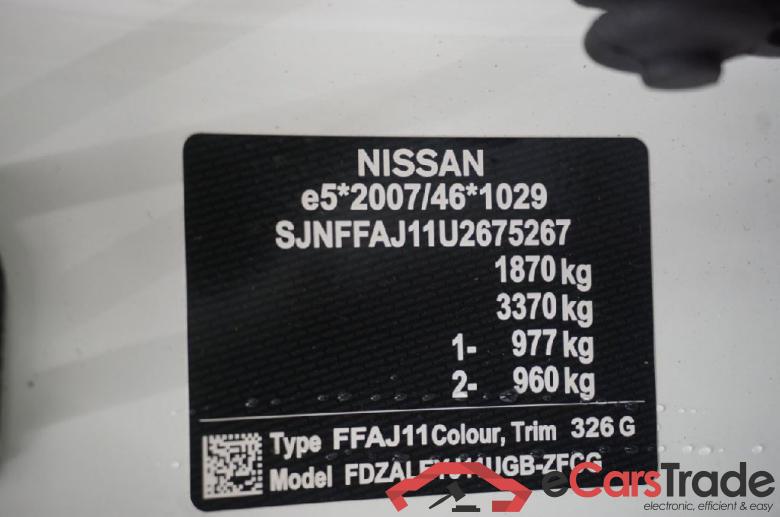 NISSAN
e5*2007/46*1029
SJNFFAJ11U2675267
1870 kg
3370 kg
1- 977 kg
2- 960 kg
Type FFAJ11 Colour, Trim 326 G
Model
eCarsTrade
electronic, efficient & easy